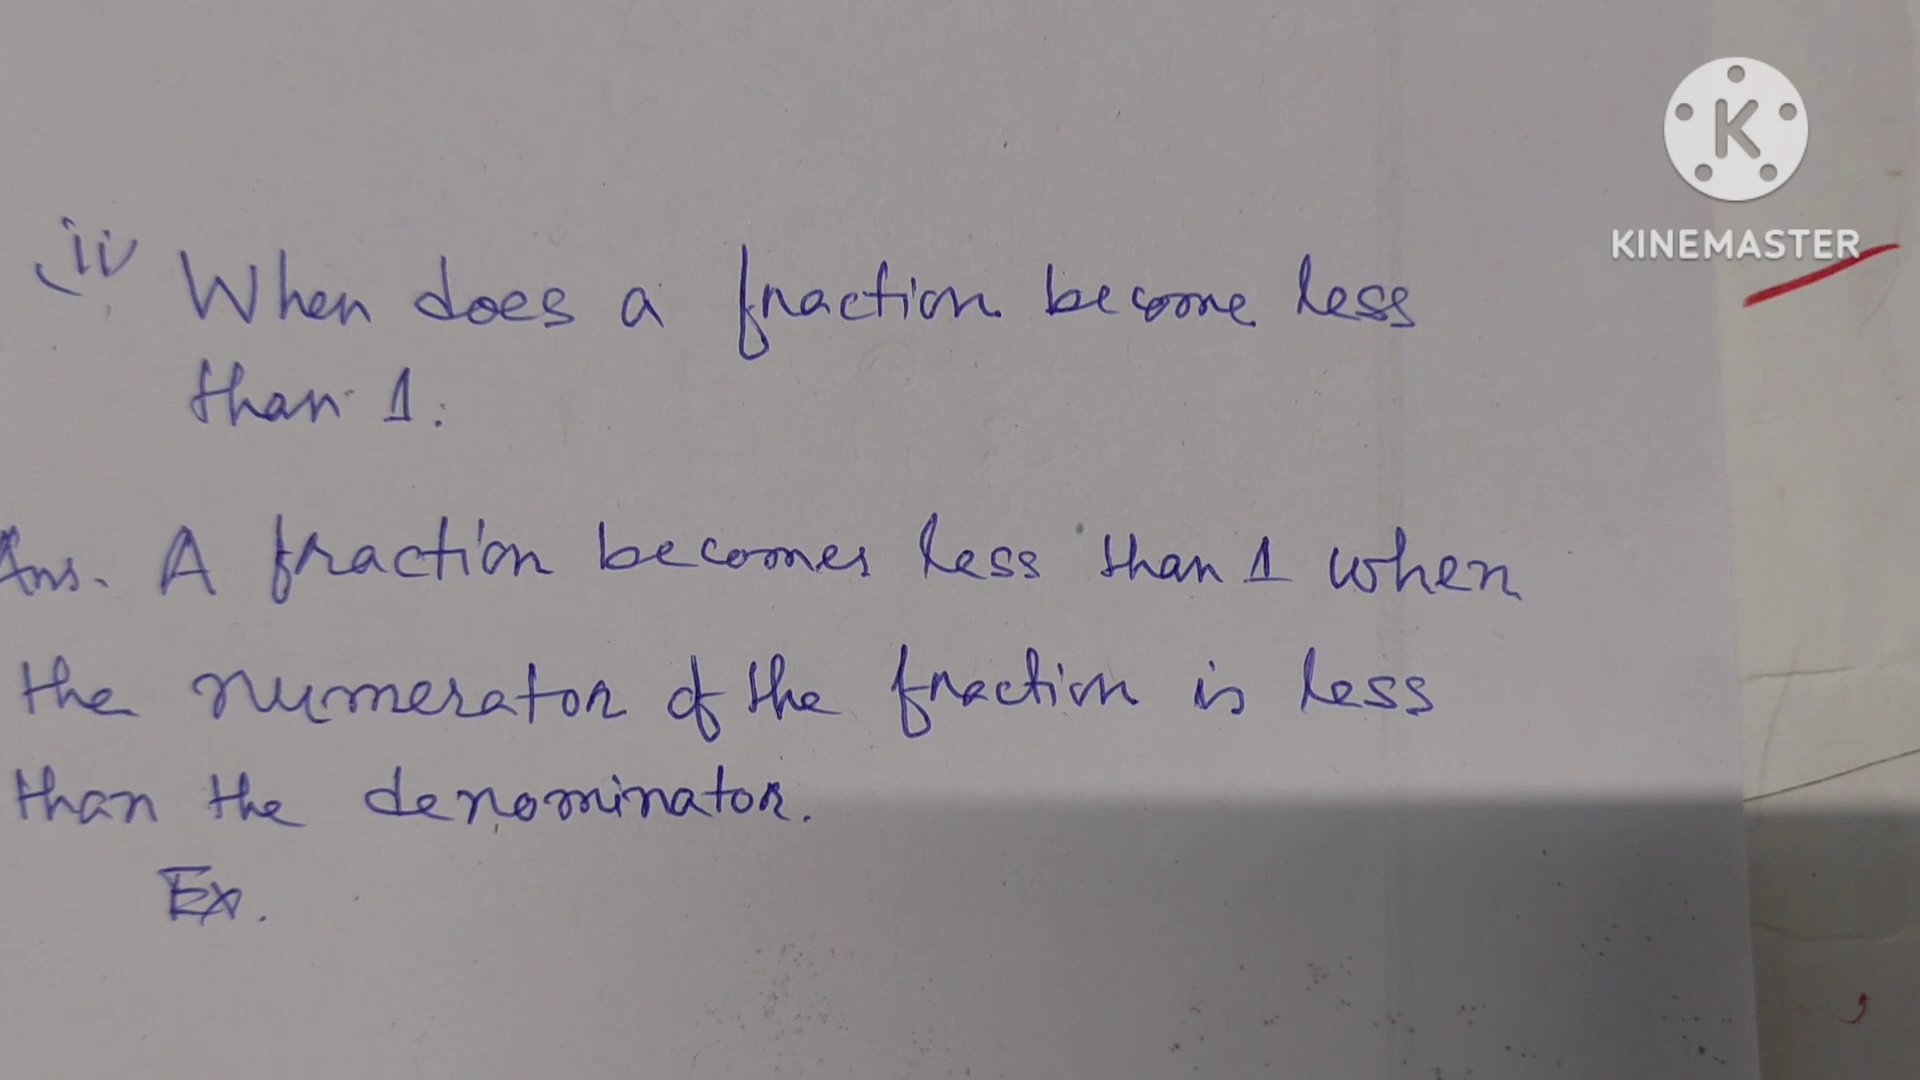 KINEMASTER
ii) When does a fraction become less
than 1.
Ans. A fraction becomes less than 1 when
the numerator of the fraction is less
than the denominator.
Ex.